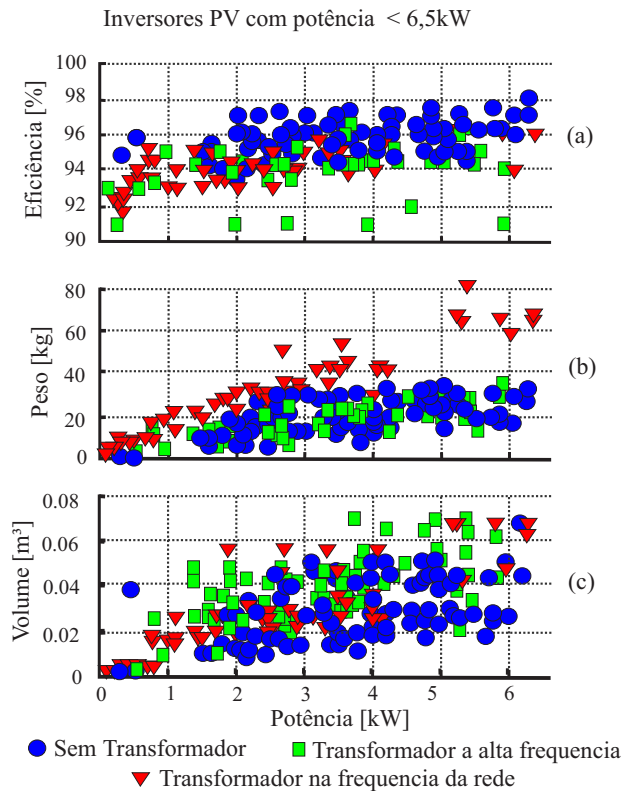 Inversores PV com potência < 6,5kW
100
98
96
94
92
90
Eficiência [%]
(a)
80
60
40
20
0
Peso [kg]
(b)
0.08
0.06
0.04
0.02
0
Volume [m³]
(c)
0 1 2 3 4 5 6
Potência [kW]
Sem Transformador
Transformador a alta frequencia
Transformador na frequencia da rede